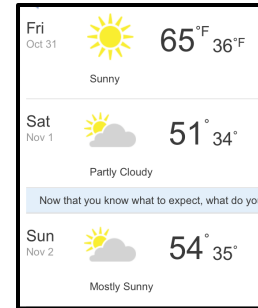 Fri
Oct 31
65°F 36°F
Sunny
Sat
Nov 1
51° 34°
Partly Cloudy
Now that you know what to expect, what do yo
Sun
Nov 2
54° 35°
Mostly Sunny